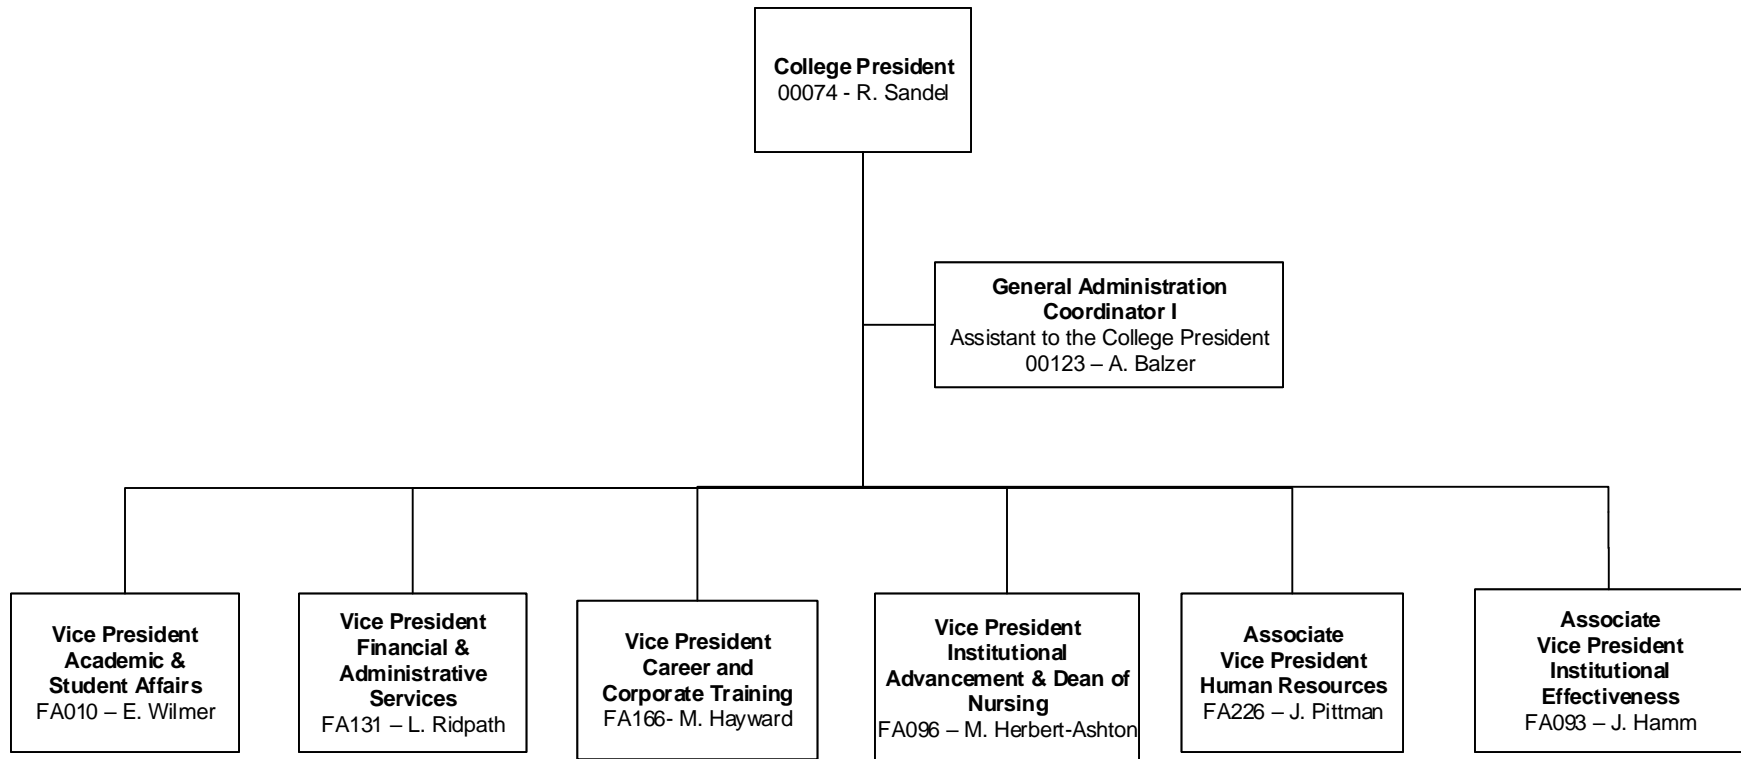 College President
00074 - R. Sandel
General Administration
Coordinator I
Assistant to the College President
00123 – A. Balzer
Vice President
Academic &
Student Affairs
FA010 – E. Wilmer
Vice President
Financial &
Administrative
Services
FA131 – L. Ridpath
Vice President
Career and
Corporate Training
FA166- M. Hayward
Vice President
Institutional
Advancement & Dean of
Nursing
FA096 – M. Herbert-Ashton
Associate
Vice President
Human Resources
FA226 – J. Pittman
Associate
Vice President
Institutional
Effectiveness
FA093 – J. Hamm